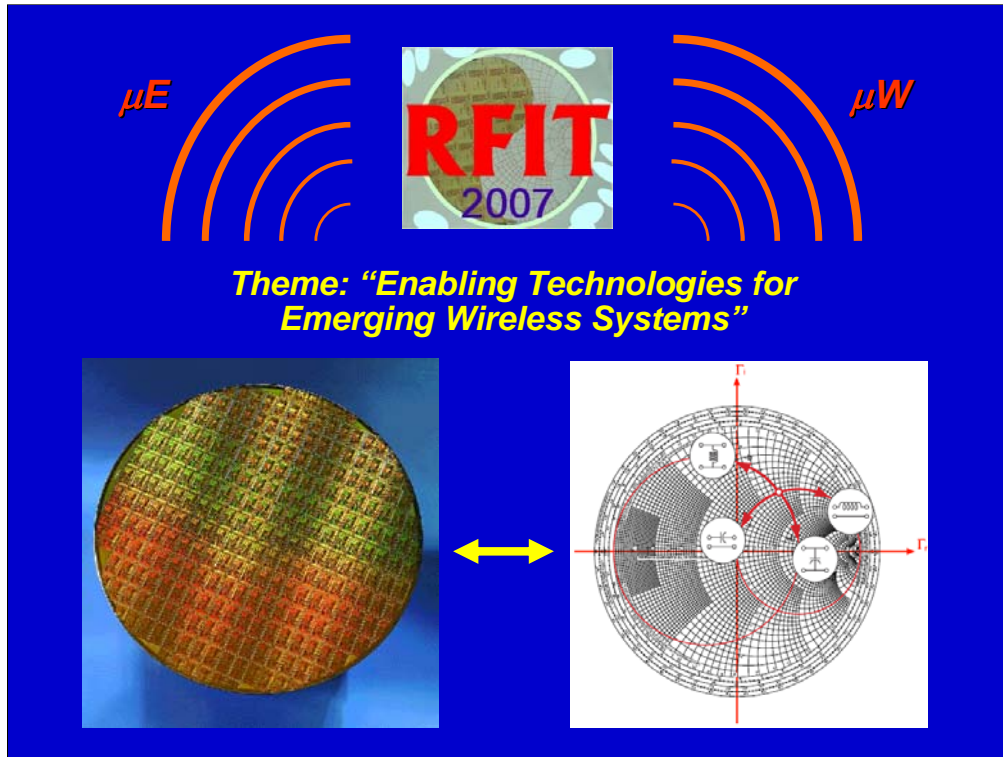 μE
μW
RFIT
2007
Theme: “Enabling Technologies for
Emerging Wireless Systems”
Γi
Γr